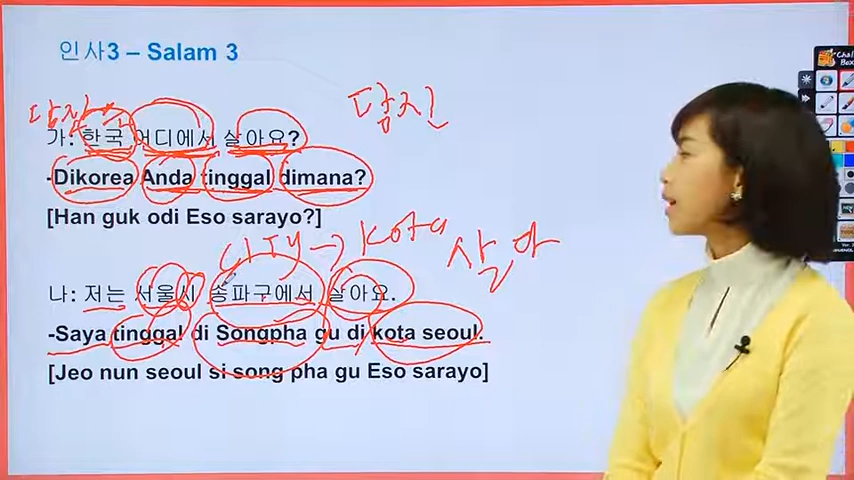 인사3 – Salam 3
당신
가: 한국 어디에서 살아요?
-Dikorea Anda tinggal dimana?
[Han guk odi Eso sarayo?]
CITY → Kota
살아
나: 저는 서울시 송파구에서 살아요.
-Saya tinggal di Songpha gu di kota seoul.
[Jeo nun seoul si song pha gu Eso sarayo]